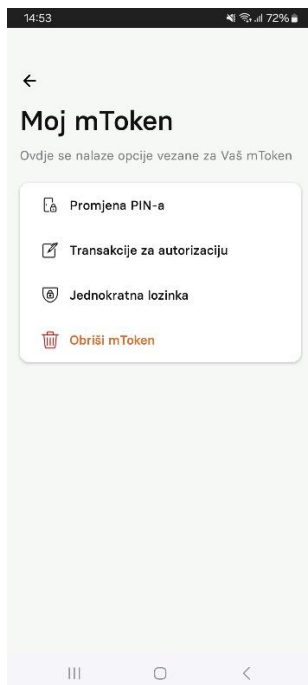 14:53 72%
Moj mToken
Ovdje se nalaze opcije vezane za Vaš mToken
Promjena PIN-a
Transakcije za autorizaciju
Jednokratna lozinka
Obriši mToken